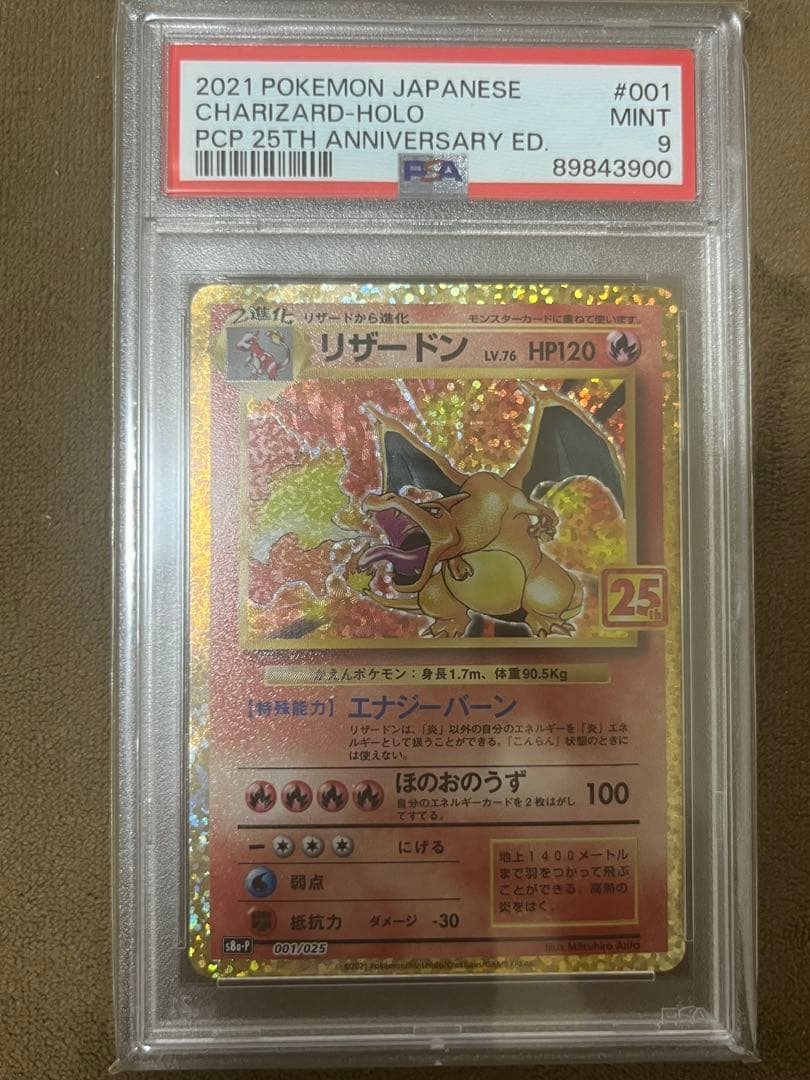 2021 POKEMON JAPANESE #001
CHARIZARD-HOLO MINT
PCP 25TH ANNIVERSARY ED. 9
PSA 89843900
2進化 リザードから進化 モンスターカードに重ねて使います。
リザードン LV.76 HP120
25th
かえんポケモン:身長1.7m、体重90.5Kg
[特殊能力] エナジーバーン
リザードンは、「炎」以外の自分のエネルギーを「炎」エネ
ルギーとして扱うことができる。「こんらん」状態のときに
は使えない。
ほのおのうず 100
自分のエネルギーカードを2枚はがし
てすてる。
にげる
弱点
抵抗力 ダメージ -30
地上1400メートル
まで羽をつかって飛ぶ
ことができる。高熱の
炎をはく。
s8a-P 001/025
Illus. Mitsuhiro Arita
©2021 Pokémon/Nintendo/Creatures/GAME FREAK
PSA